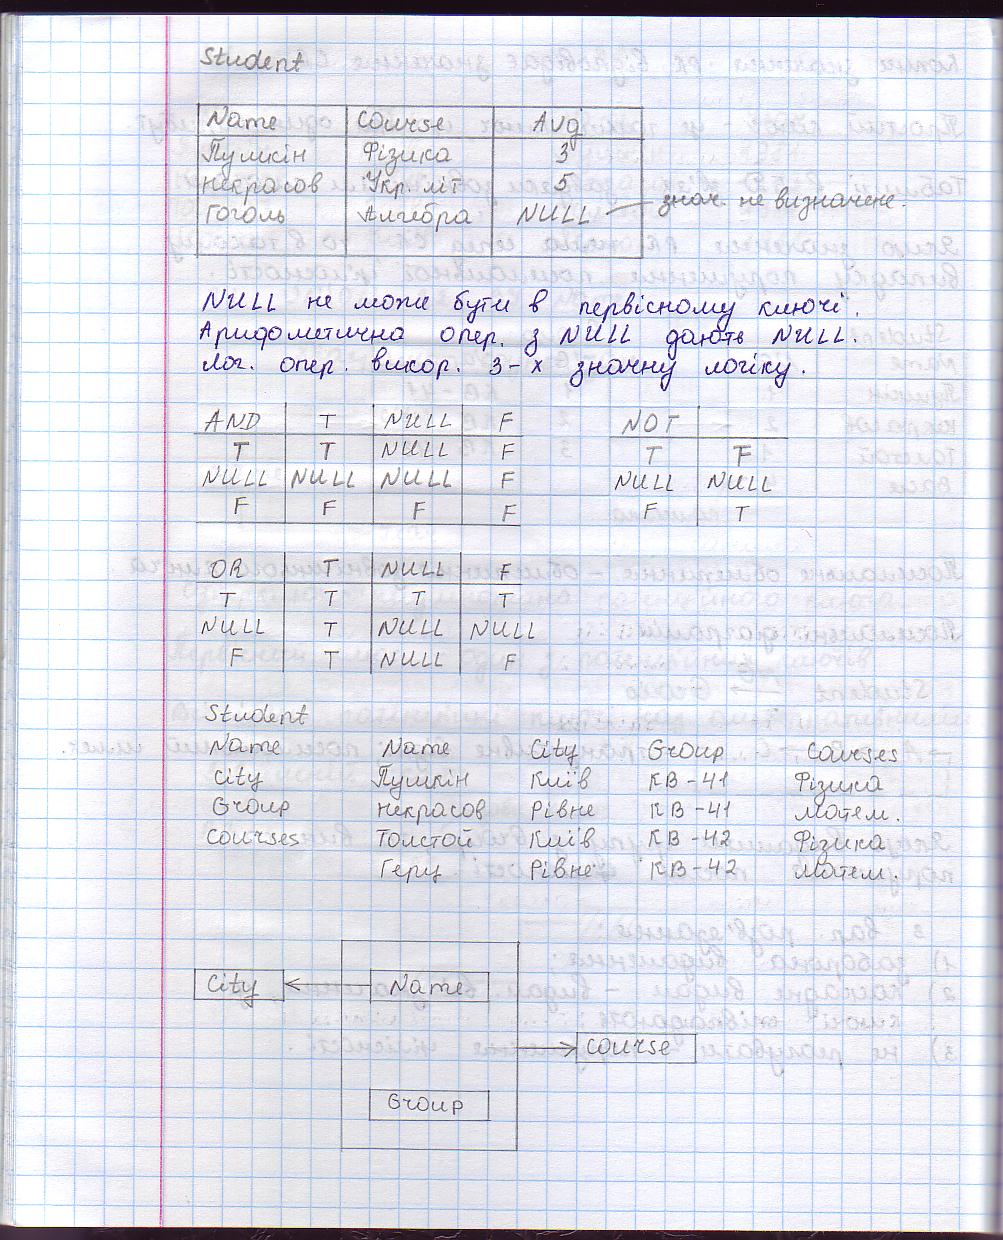 Student
Name Course Avg
Пушкін Фізика 3
Некрасов Укр. літ 5
Гоголь Алгебра NULL — знач. не визначене.
NULL не може бути в первісному ключі.
Аридометична опер. з NULL дають NULL.
Лог. опер. викор. 3-х значну логіку.
AND T NULL F NOT
T T NULL F T F
NULL NULL NULL F NULL NULL
F F F F F T
OR T NULL F
T T T T
NULL T NULL NULL
F T NULL F
Student
Name Name City Group Courses
City Пушкін Київ КВ-41 Фізика
Group Некрасов Рівне КВ-41 Матем.
Courses Толстой Київ КВ-42 Фізика
Герц Рівне КВ-42 Матем.
City Name
Course
Group